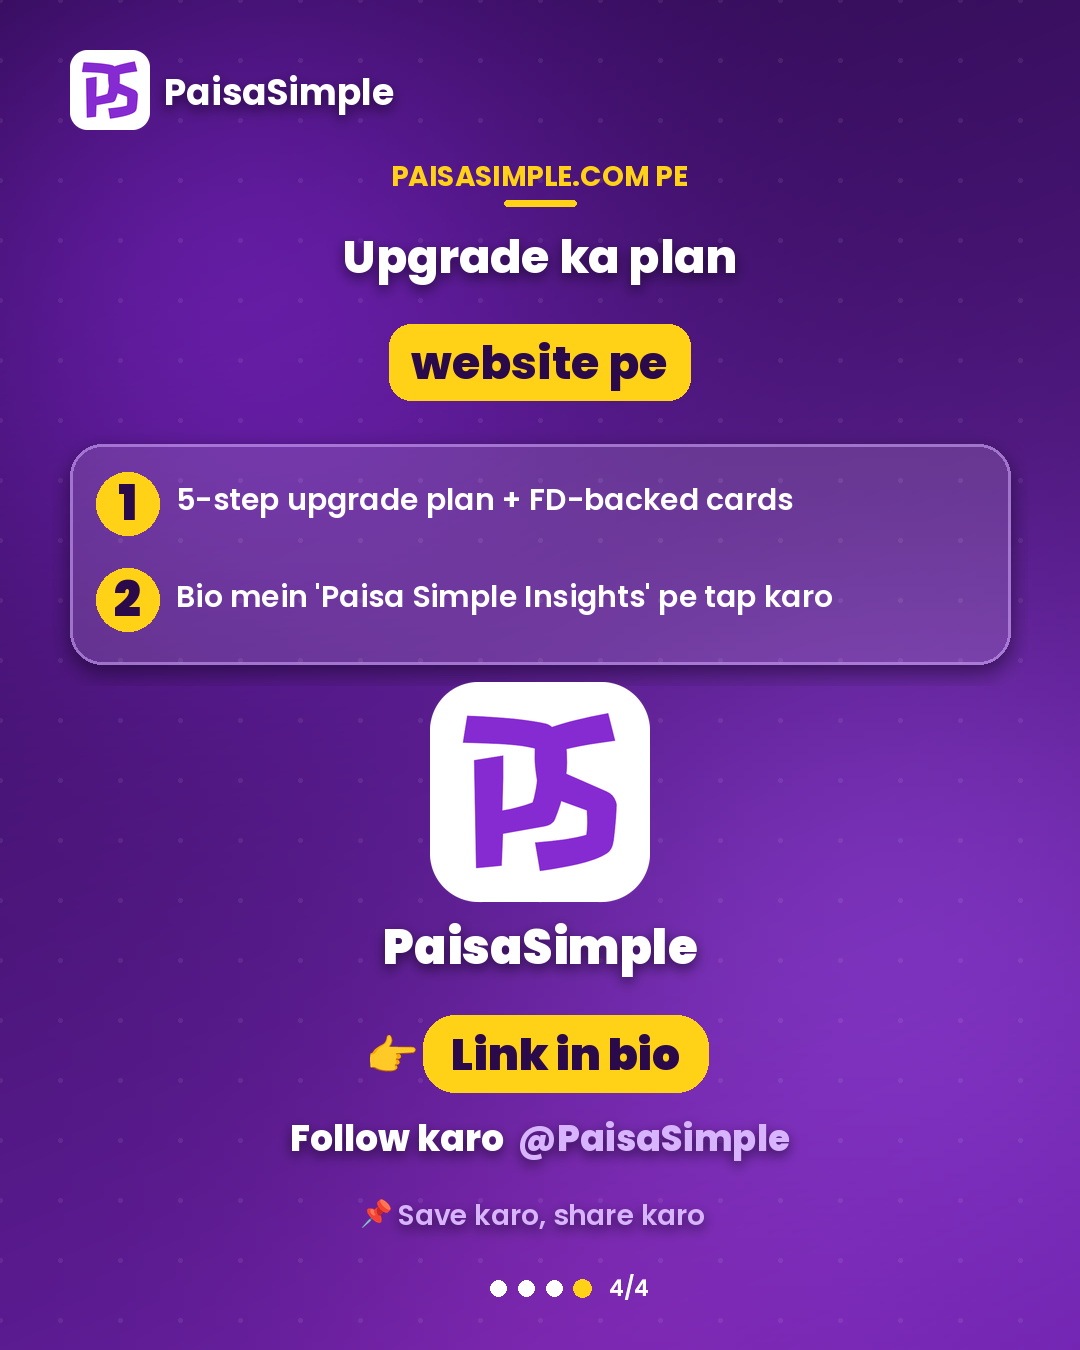 PS PaisaSimple
PAISASIMPLE.COM PE
Upgrade ka plan
website pe
1 5-step upgrade plan + FD-backed cards
2 Bio mein 'Paisa Simple Insights' pe tap karo
PS
PaisaSimple
👉 Link in bio
Follow karo @PaisaSimple
📌 Save karo, share karo
4/4